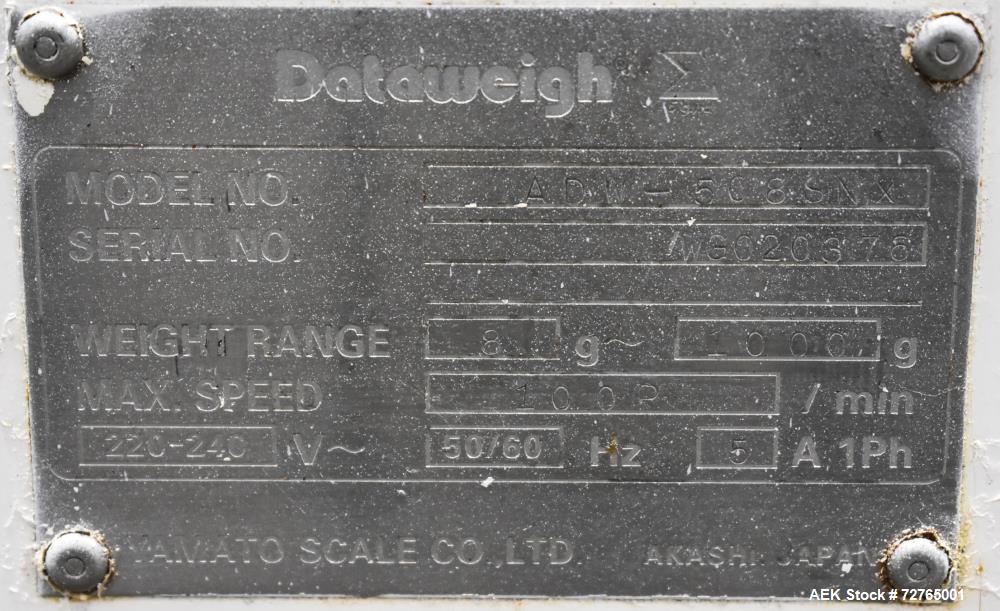 Dataweigh Σ
MODEL NO. ADW-508SNX
SERIAL NO. WG020378
WEIGHT RANGE 8 g~ 1000 g
MAX. SPEED 100P / min
220-240 V~ 50/60 Hz 5 A 1Ph
YAMATO SCALE CO., LTD. AKASHI JAPAN
AEK Stock # 72765001